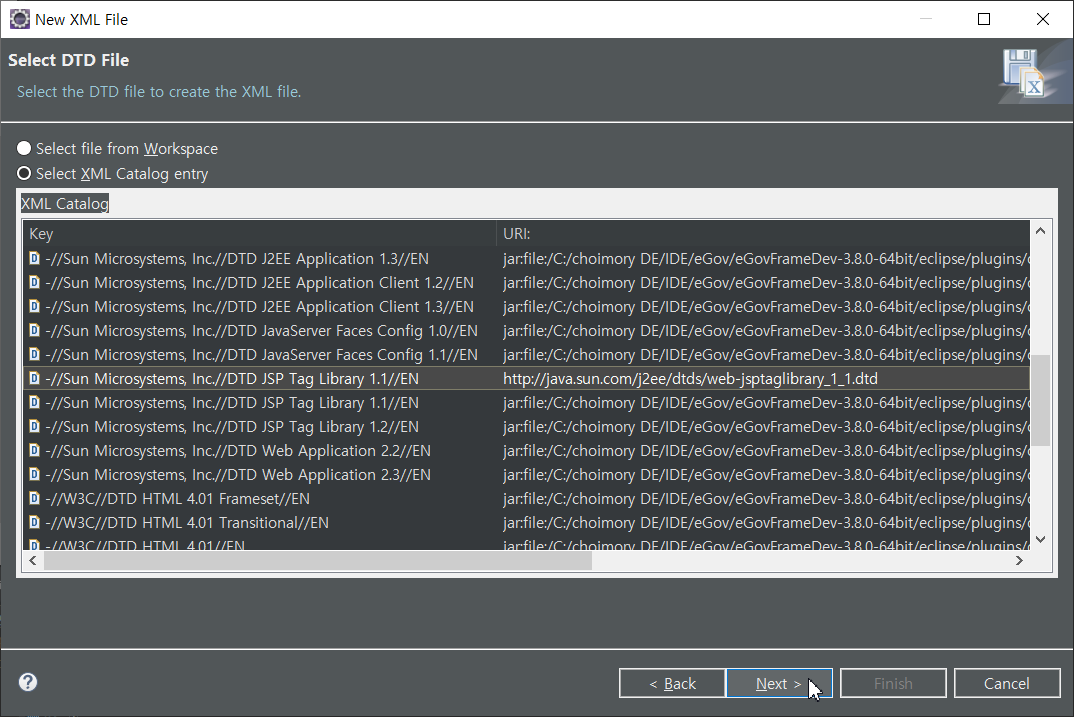 New XML File
Select DTD File
Select the DTD file to create the XML file.
Select file from Workspace
Select XML Catalog entry
XML Catalog
Key URI:
-//Sun Microsystems, Inc.//DTD J2EE Application 1.3//EN jar:file:/C:/choimory DE/IDE/eGov/eGovFrameDev-3.8.0-64bit/eclipse/plugins/
-//Sun Microsystems, Inc.//DTD J2EE Application Client 1.2//EN jar:file:/C:/choimory DE/IDE/eGov/eGovFrameDev-3.8.0-64bit/eclipse/plugins/
-//Sun Microsystems, Inc.//DTD J2EE Application Client 1.3//EN jar:file:/C:/choimory DE/IDE/eGov/eGovFrameDev-3.8.0-64bit/eclipse/plugins/
-//Sun Microsystems, Inc.//DTD JavaServer Faces Config 1.0//EN jar:file:/C:/choimory DE/IDE/eGov/eGovFrameDev-3.8.0-64bit/eclipse/plugins/
-//Sun Microsystems, Inc.//DTD JavaServer Faces Config 1.1//EN jar:file:/C:/choimory DE/IDE/eGov/eGovFrameDev-3.8.0-64bit/eclipse/plugins/
-//Sun Microsystems, Inc.//DTD JSP Tag Library 1.1//EN http://java.sun.com/j2ee/dtds/web-jsptaglibrary_1_1.dtd
-//Sun Microsystems, Inc.//DTD JSP Tag Library 1.1//EN jar:file:/C:/choimory DE/IDE/eGov/eGovFrameDev-3.8.0-64bit/eclipse/plugins/
-//Sun Microsystems, Inc.//DTD JSP Tag Library 1.2//EN jar:file:/C:/choimory DE/IDE/eGov/eGovFrameDev-3.8.0-64bit/eclipse/plugins/
-//Sun Microsystems, Inc.//DTD Web Application 2.2//EN jar:file:/C:/choimory DE/IDE/eGov/eGovFrameDev-3.8.0-64bit/eclipse/plugins/
-//Sun Microsystems, Inc.//DTD Web Application 2.3//EN jar:file:/C:/choimory DE/IDE/eGov/eGovFrameDev-3.8.0-64bit/eclipse/plugins/
-//W3C//DTD HTML 4.01 Frameset//EN jar:file:/C:/choimory DE/IDE/eGov/eGovFrameDev-3.8.0-64bit/eclipse/plugins/
-//W3C//DTD HTML 4.01 Transitional//EN jar:file:/C:/choimory DE/IDE/eGov/eGovFrameDev-3.8.0-64bit/eclipse/plugins/
-//W3C//DTD HTML 4.01//EN jar:file:/C:/choimory DE/IDE/eGov/eGovFrameDev-3.8.0-64bit/eclipse/plugins/
< Back Next > Finish Cancel